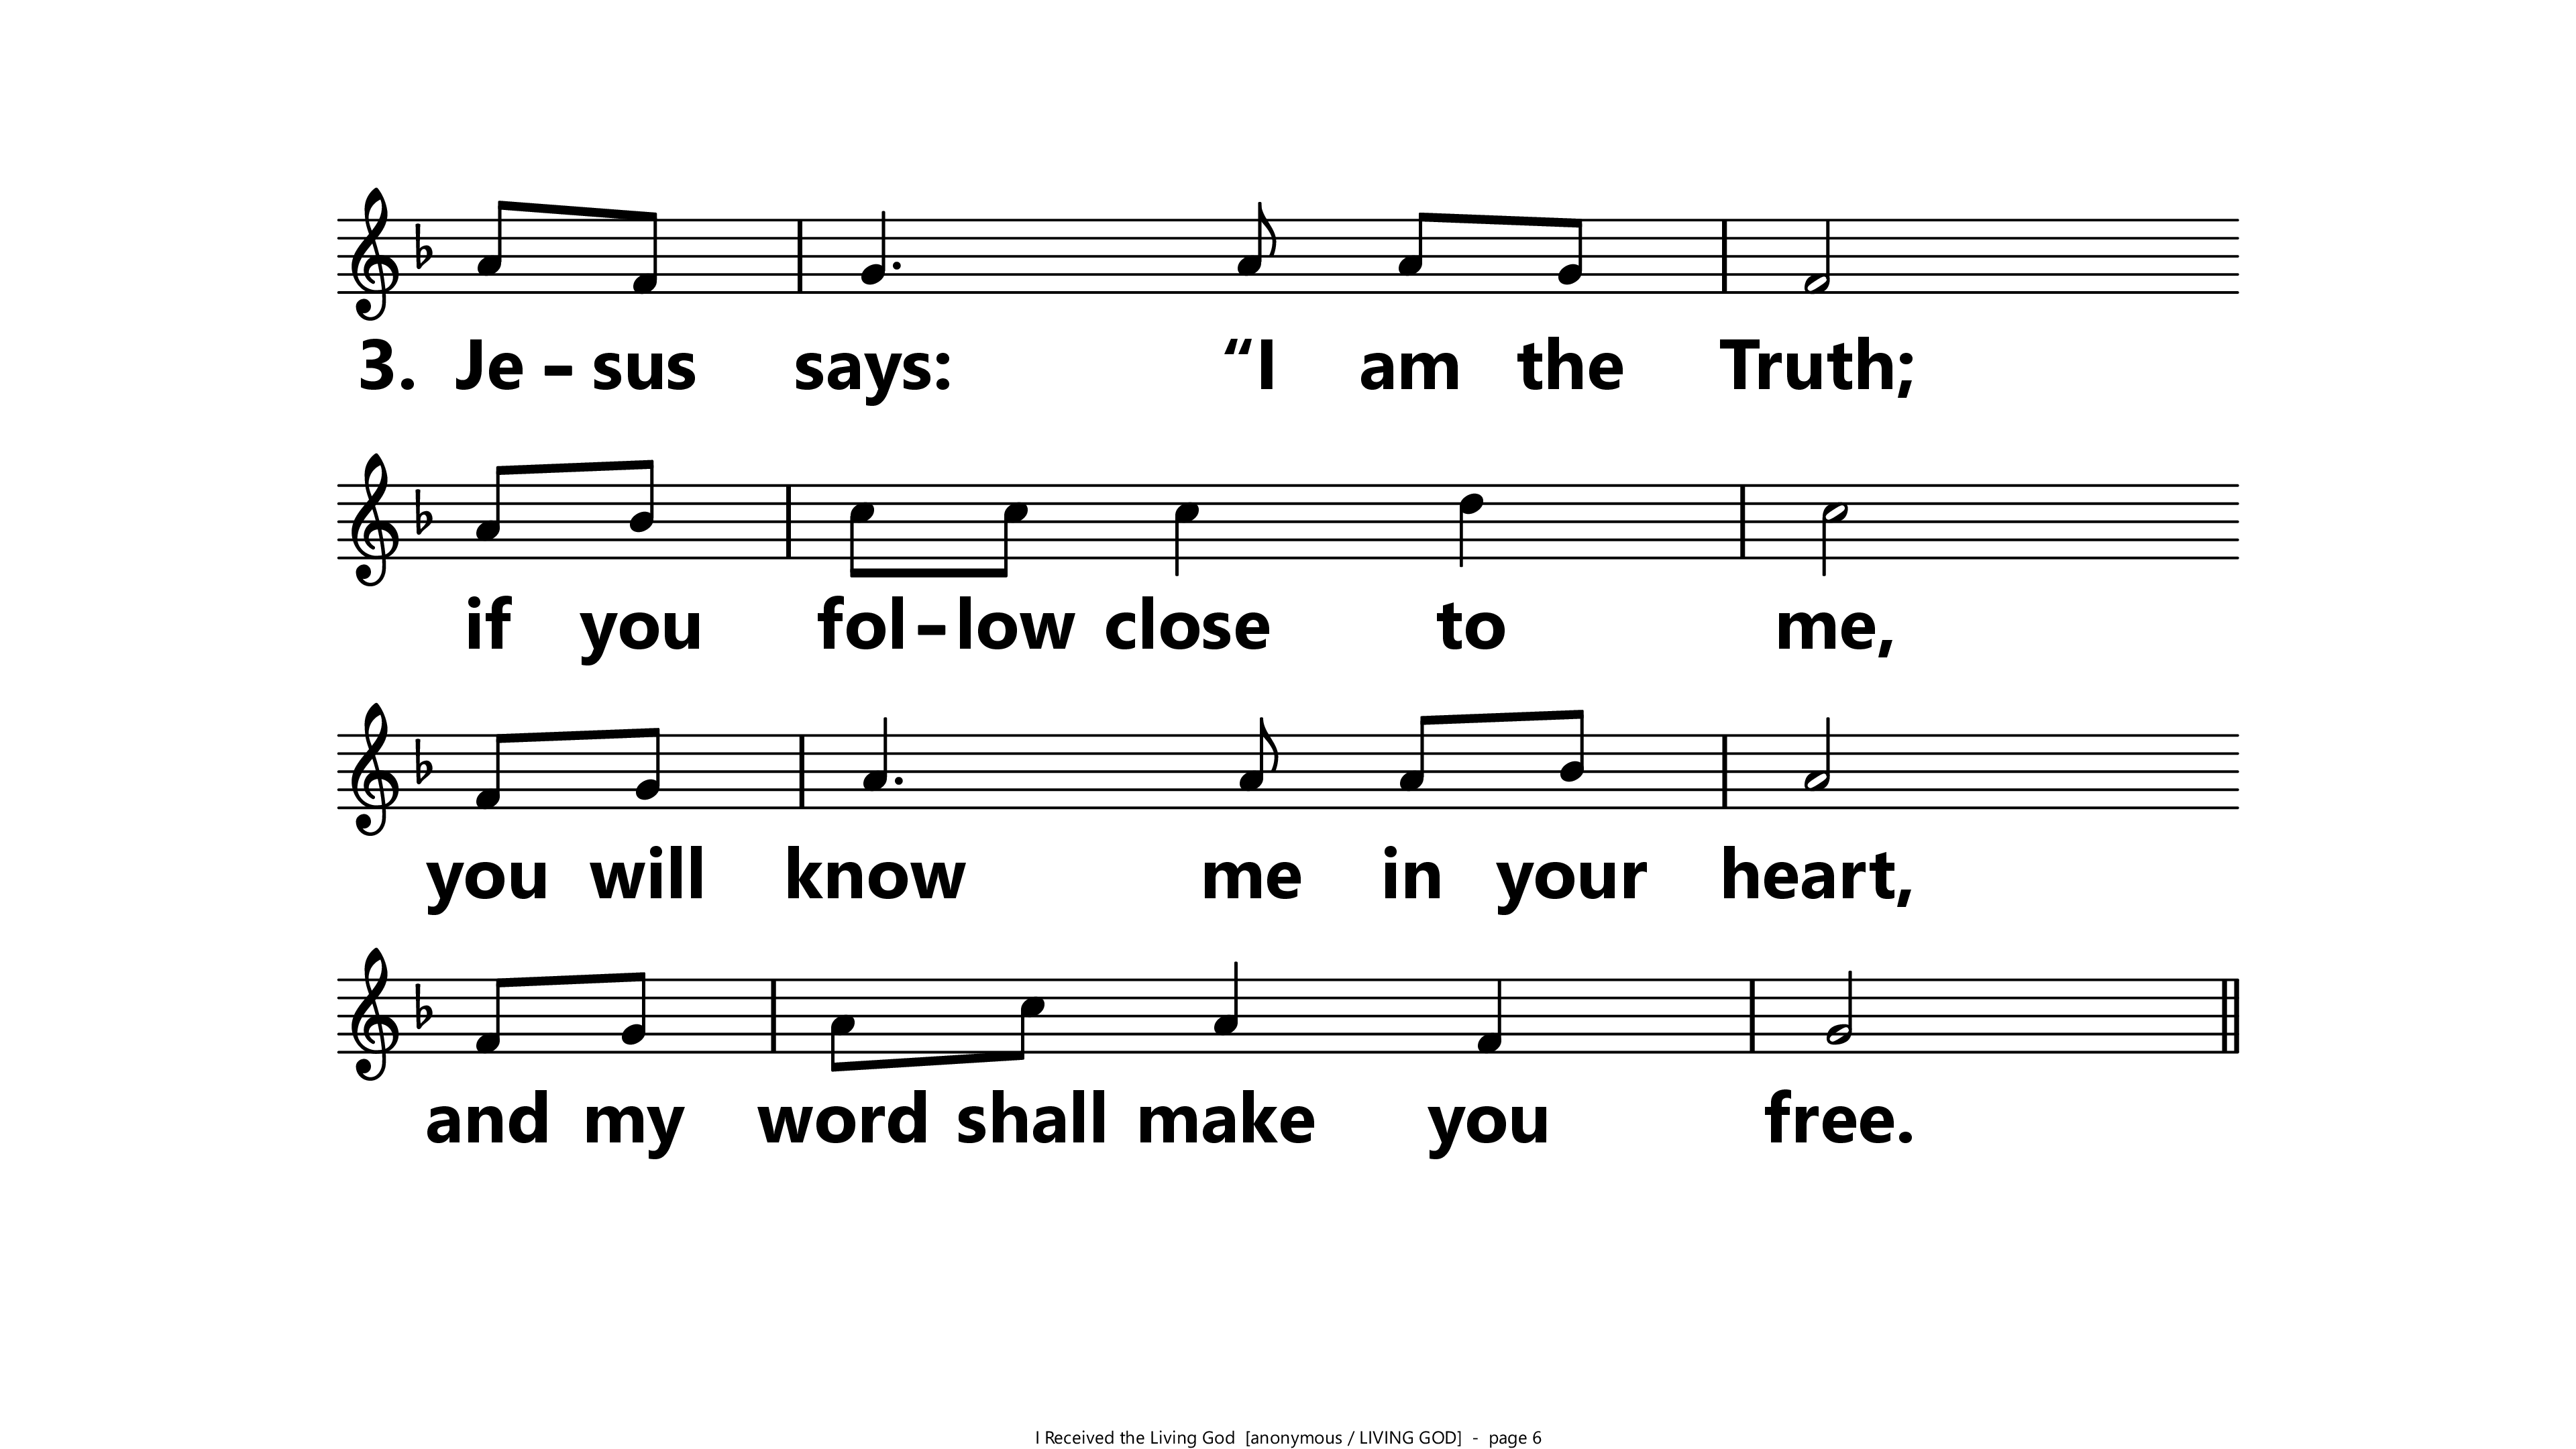 3. Je - sus says: “I am the Truth;
if you fol - low close to me,
you will know me in your heart,
and my word shall make you free.
I Received the Living God [anonymous / LIVING GOD] - page 6